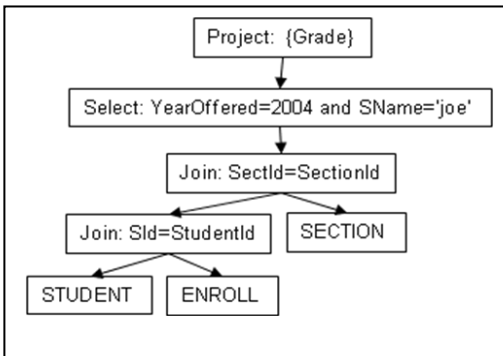 Project: {Grade}
Select: YearOffered=2004 and SName='joe'
Join: SectId=SectionId
Join: SId=StudentId
SECTION
STUDENT
ENROLL